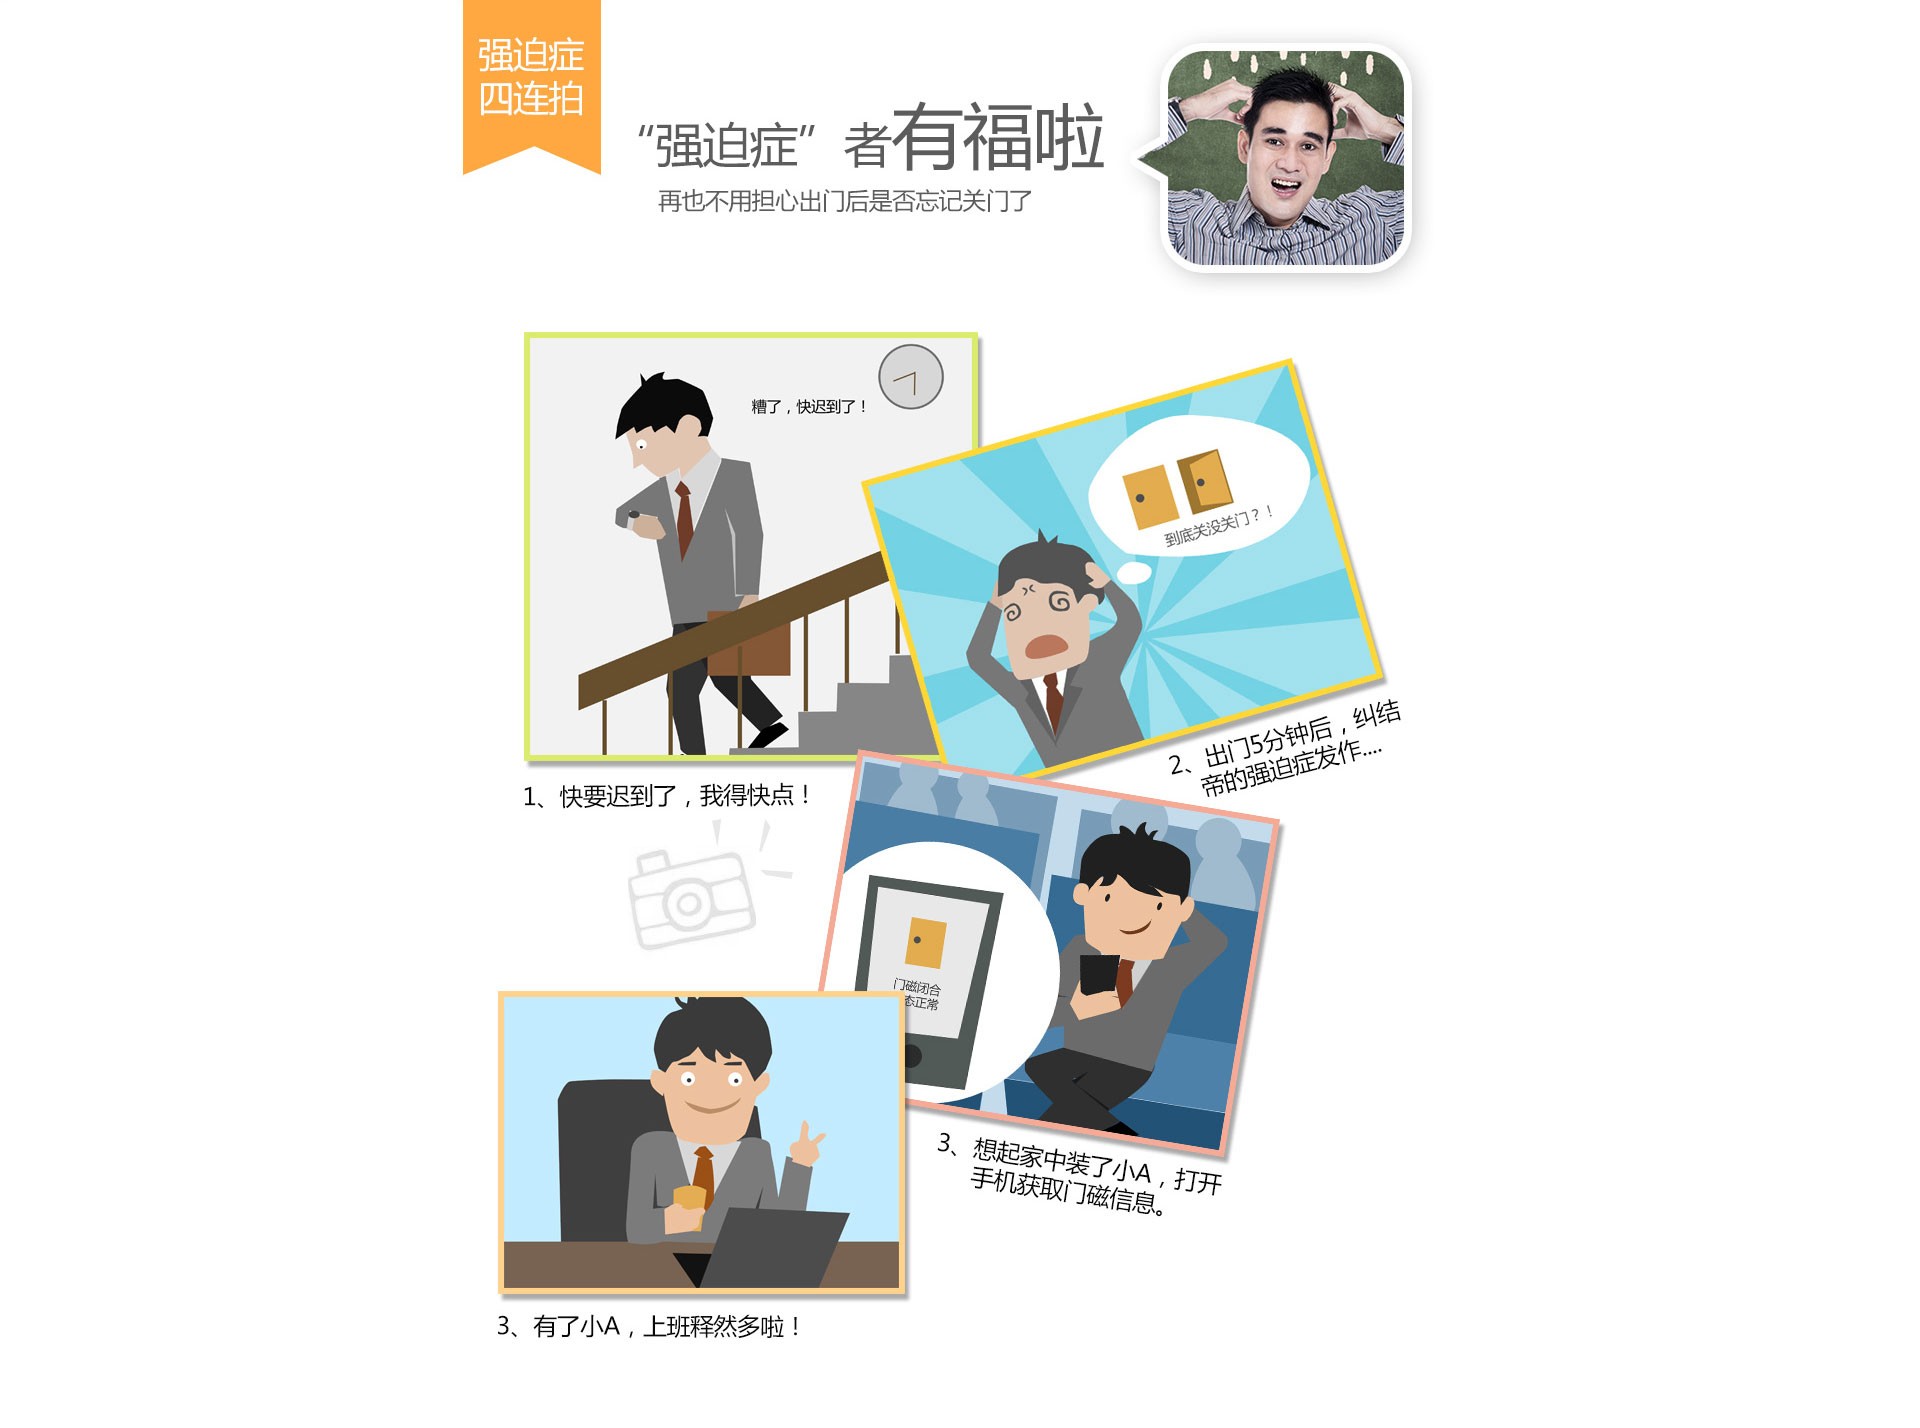 强迫症
四连拍
“强迫症”者有福啦
再也不用担心出门后是否忘记关门了
糟了，快迟到了！
到底关没关门？！
1、快要迟到了，我得快点！
2、出门5分钟后，纠结
帝的强迫症发作....
门磁闭合
态正常
3、想起家中装了小A，打开
手机获取门磁信息。
3、有了小A，上班释然多啦！